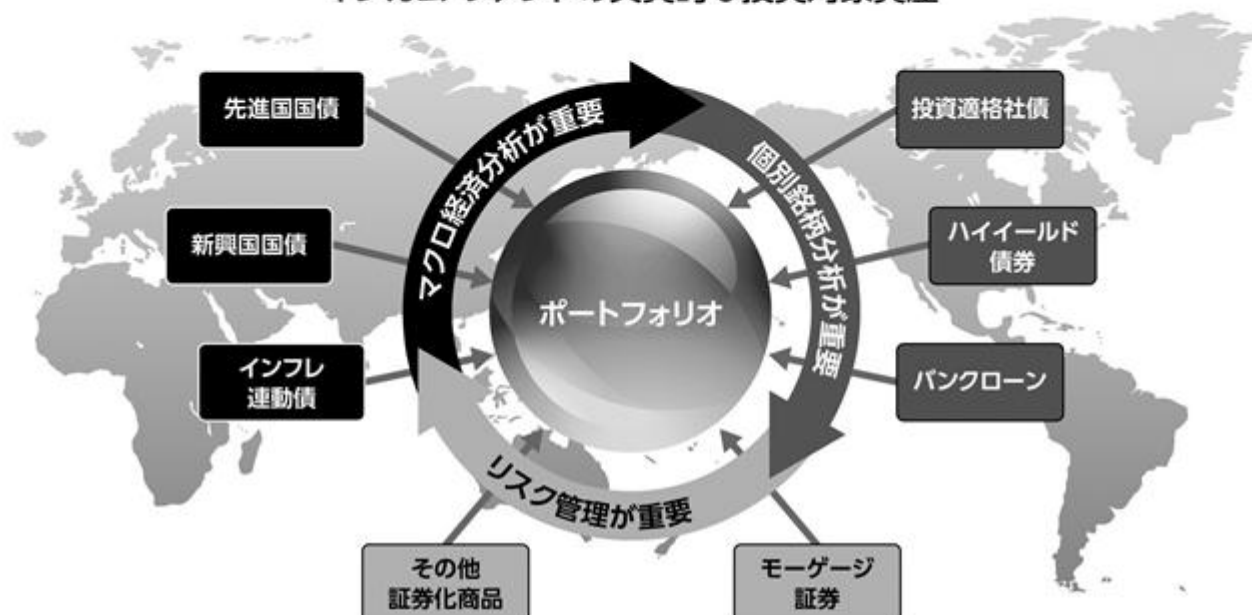 先進国国債
新興国国債
インフレ
連動債
マクロ経済分析が重要
ポートフォリオ
個別銘柄分析が重要
投資適格社債
ハイイールド
債券
バンクローン
リスク管理が重要
その他
証券化商品
モーゲージ
証券